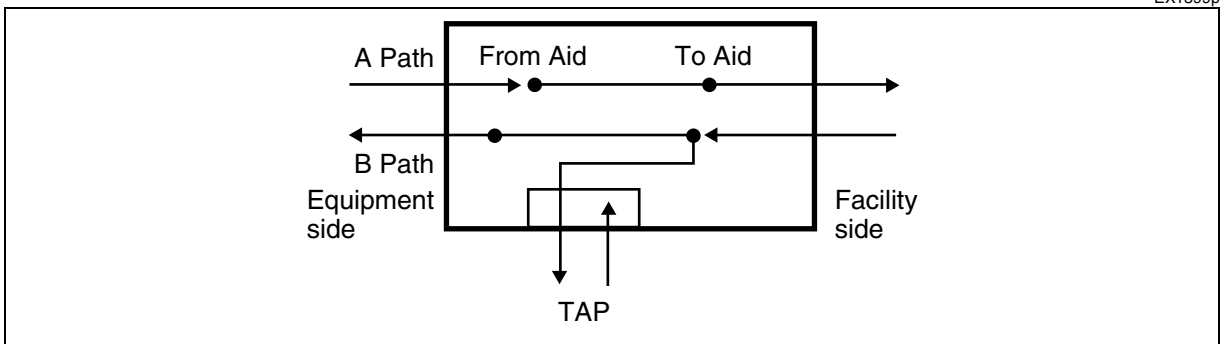 A Path
From Aid
To Aid
B Path
Equipment
side
Facility
side
TAP